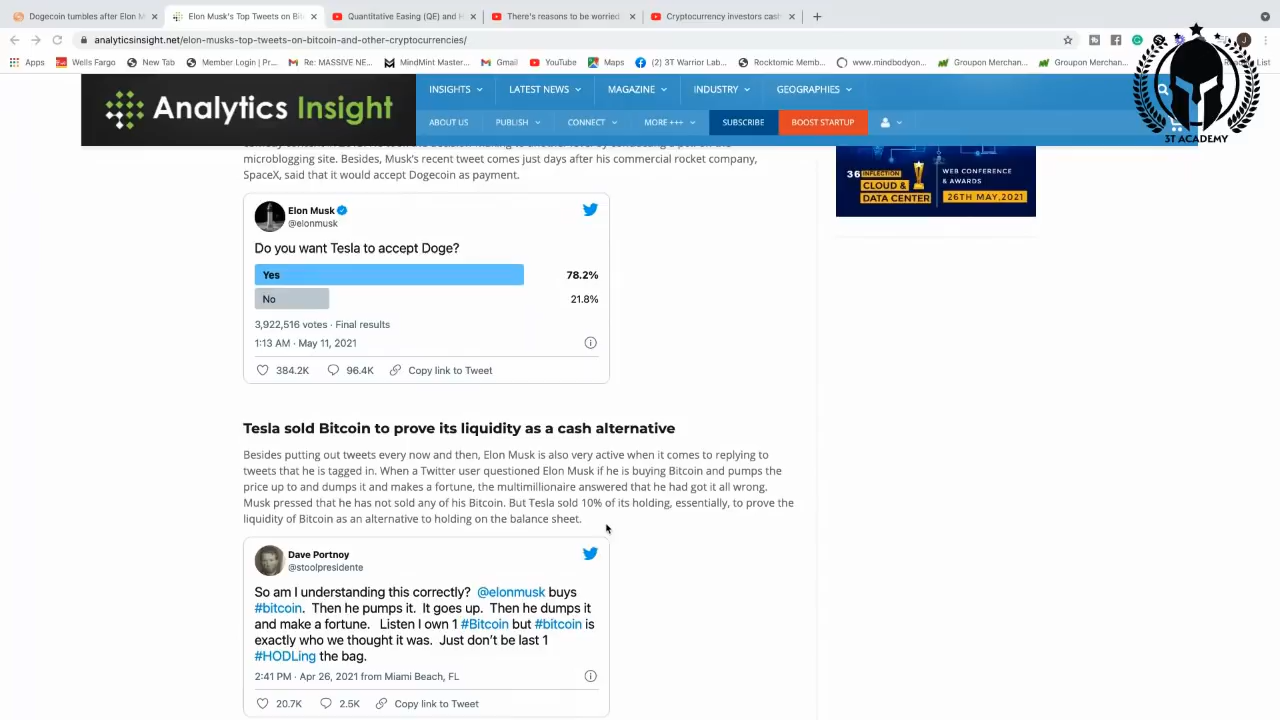 Dogecoin tumbles after Elon M
Elon Musk's Top Tweets on Bit
Quantitative Easing (QE) and H
There's reasons to be worried
Cryptocurrency investors cash
analyticsinsight.net/elon-musks-top-tweets-on-bitcoin-and-other-cryptocurrencies/
Apps
Wells Fargo
New Tab
Member Login | Pr...
Re: MASSIVE NE...
MindMint Master...
Gmail
YouTube
Maps
(2) 3T Warrior Lab...
Rocktomic Memb...
www.mindbodyon...
Groupon Merchan...
Groupon Merchan...
List
3T ACADEMY
Analytics Insight
INSIGHTS
LATEST NEWS
MAGAZINE
INDUSTRY
GEOGRAPHIES
ABOUT US
PUBLISH
CONNECT
MORE +++
SUBSCRIBE
BOOST STARTUP
microblogging site. Besides, Musk's recent tweet comes just days after his commercial rocket company,
SpaceX, said that it would accept Dogecoin as payment.
36 INFLECTION
CLOUD &
DATA CENTER
WEB CONFERENCE
& AWARDS
26TH MAY,2021
Elon Musk
@elonmusk
Do you want Tesla to accept Doge?
Yes 78.2%
No 21.8%
3,922,516 votes · Final results
1:13 AM · May 11, 2021
384.2K 96.4K Copy link to Tweet
Tesla sold Bitcoin to prove its liquidity as a cash alternative
Besides putting out tweets every now and then, Elon Musk is also very active when it comes to replying to
tweets that he is tagged in. When a Twitter user questioned Elon Musk if he is buying Bitcoin and pumps the
price up to and dumps it and makes a fortune, the multimillionaire answered that he had got it all wrong.
Musk pressed that he has not sold any of his Bitcoin. But Tesla sold 10% of its holding, essentially, to prove the
liquidity of Bitcoin as an alternative to holding on the balance sheet.
Dave Portnoy
@stoolpresidente
So am I understanding this correctly? @elonmusk buys
#bitcoin. Then he pumps it. It goes up. Then he dumps it
and make a fortune. Listen I own 1 #Bitcoin but #bitcoin is
exactly who we thought it was. Just don't be last 1
#HODLing the bag.
2:41 PM · Apr 26, 2021 from Miami Beach, FL
20.7K 2.5K Copy link to Tweet